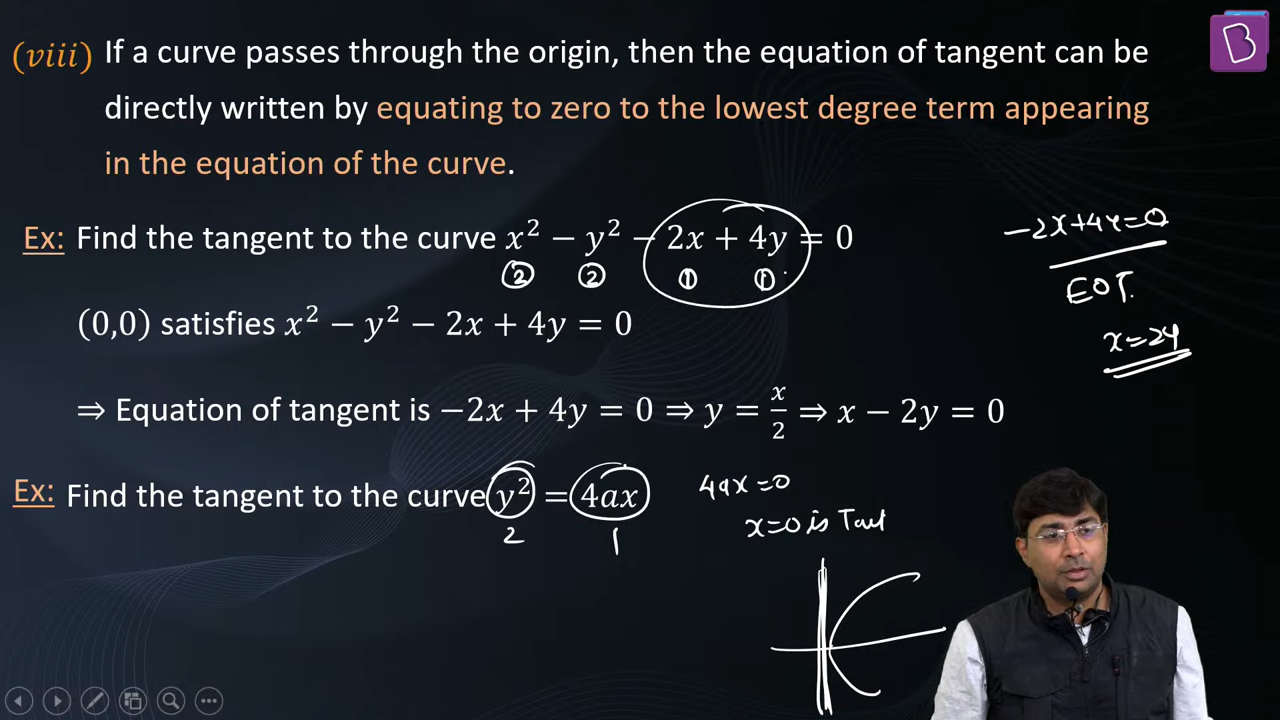 (viii) If a curve passes through the origin, then the equation of tangent can be
directly written by equating to zero to the lowest degree term appearing
in the equation of the curve.
Ex: Find the tangent to the curve x² − y² − 2x + 4y = 0
② ② ① ①
−2x+4y=0
EOT.
x=2y
(0,0) satisfies x² − y² − 2x + 4y = 0
⇒ Equation of tangent is −2x + 4y = 0 ⇒ y = x/2 ⇒ x − 2y = 0
Ex: Find the tangent to the curve y² = 4ax
2 1
4ax=0
x=0 is
B